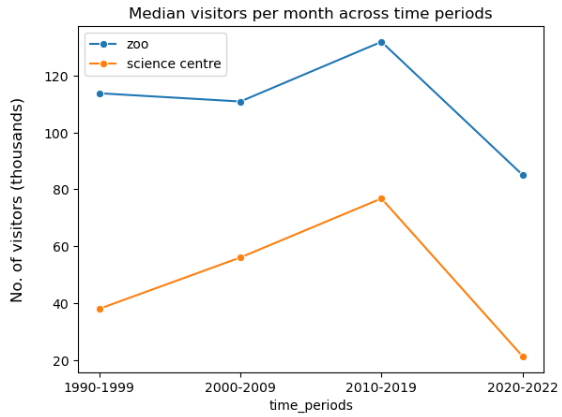 Median visitors per month across time periods
zoo
science centre
No. of visitors (thousands)
120
100
80
60
40
20
1990-1999 2000-2009 2010-2019 2020-2022
time_periods